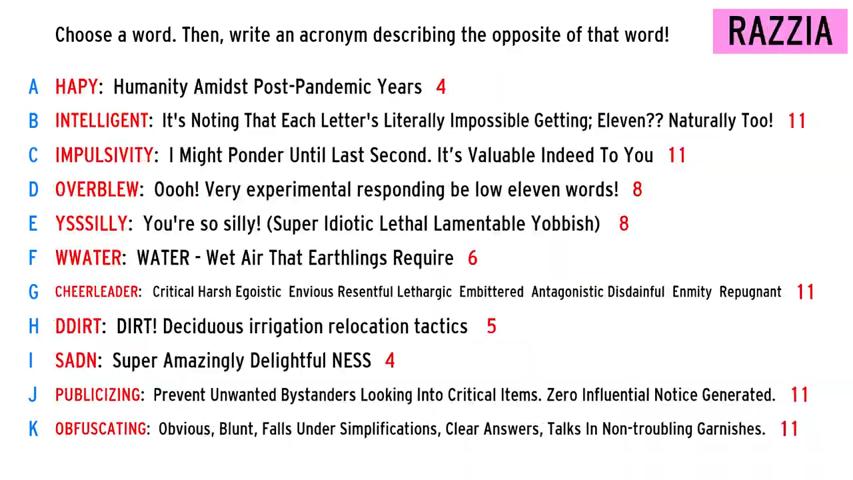 Choose a word. Then, write an acronym describing the opposite of that word!
RAZZIA
A HAPY: Humanity Amidst Post-Pandemic Years 4
B INTELLIGENT: It's Noting That Each Letter's Literally Impossible Getting; Eleven?? Naturally Too! 11
C IMPULSIVITY: I Might Ponder Until Last Second. It's Valuable Indeed To You 11
D OVERBLEW: Oooh! Very experimental responding be low eleven words! 8
E YSSSILLY: You're so silly! (Super Idiotic Lethal Lamentable Yobbish) 8
F WWATER: WATER - Wet Air That Earthlings Require 6
G CHEERLEADER: Critical Harsh Egoistic Envious Resentful Lethargic Embittered Antagonistic Disdainful Enmity Repugnant 11
H DDIRT: DIRT! Deciduous irrigation relocation tactics 5
I SADN: Super Amazingly Delightful NESS 4
J PUBLICIZING: Prevent Unwanted Bystanders Looking Into Critical Items. Zero Influential Notice Generated. 11
K OBFUSCATING: Obvious, Blunt, Falls Under Simplifications, Clear Answers, Talks In Non-troubling Garnishes. 11